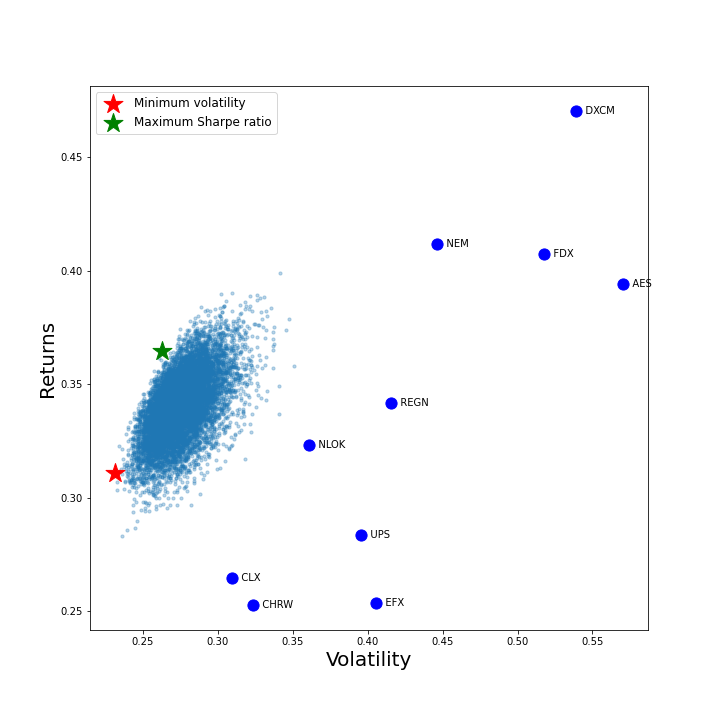 Minimum volatility
Maximum Sharpe ratio
DXCM
0.45
NEM
FDX
0.40
AES
Returns
0.35
REGN
NLOK
0.30
UPS
CLX
CHRW
EFX
0.25
0.25 0.30 0.35 0.40 0.45 0.50 0.55
Volatility